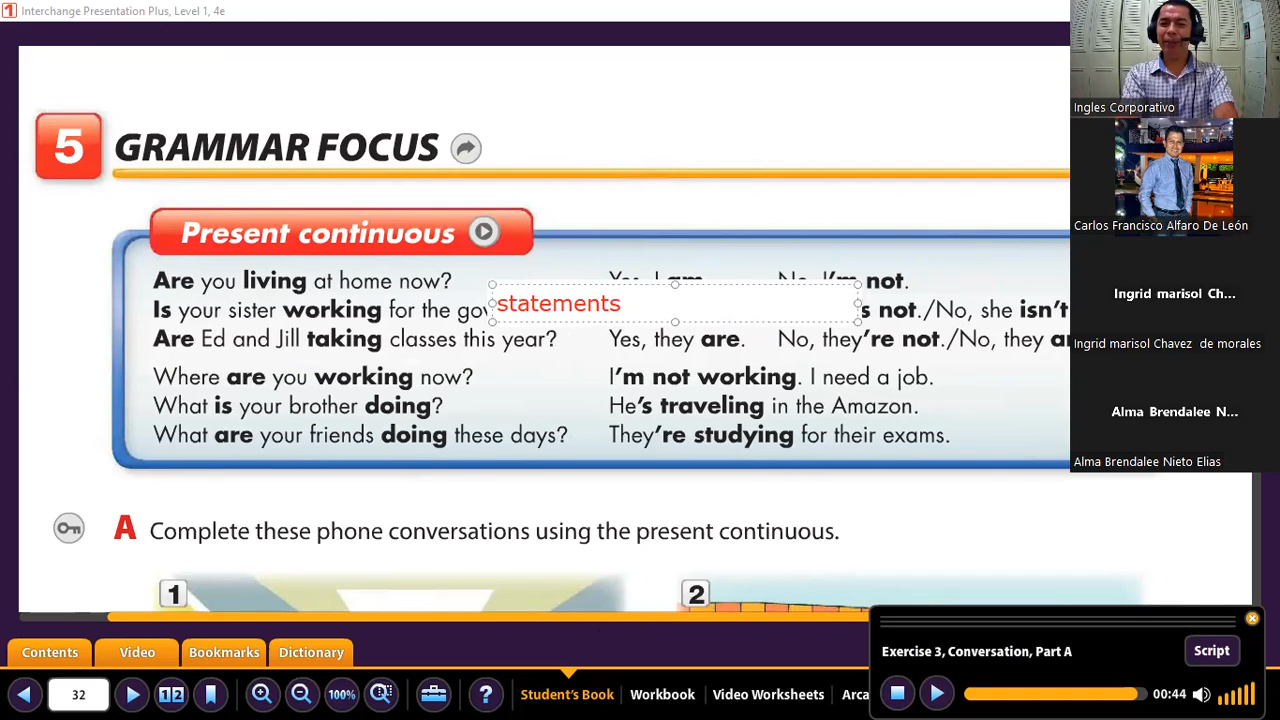 Interchange Presentation Plus, Level 1, 4e
Ingles Corporativo
Carlos Francisco Alfaro De León
Ingrid marisol Ch...
Ingrid marisol Chavez de morales
Alma Brendalee N...
Alma Brendalee Nieto Elias
5 GRAMMAR FOCUS
Present continuous
Are you living at home now? Yes, I am. No, I'm not.
Is your sister working for the gov s not./No, she isn't
statements
Are Ed and Jill taking classes this year? Yes, they are. No, they're not./No, they
Where are you working now? I'm not working. I need a job.
What is your brother doing? He's traveling in the Amazon.
What are your friends doing these days? They're studying for their exams.
A Complete these phone conversations using the present continuous.
1 2
Exercise 3, Conversation, Part A Script
00:44
Contents Video Bookmarks Dictionary
32 1 2 100% ? Student's Book Workbook Video Worksheets Arca